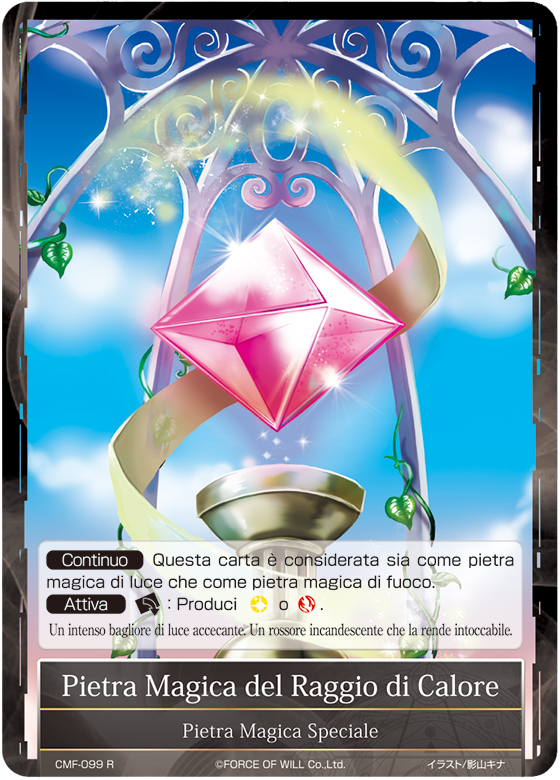 Continuo Questa carta è considerata sia come pietra
magica di luce che come pietra magica di fuoco.
Attiva : Produci o .
Un intenso bagliore di luce accecante. Un rossore incandescente che la rende intoccabile.
Pietra Magica del Raggio di Calore
Pietra Magica Speciale
CMF-099 R ©FORCE OF WILL Co.,Ltd. イラスト/影山キナ